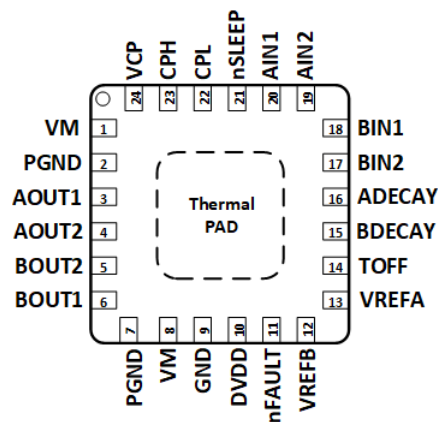 VCP
CPH
CPL
nSLEEP
AIN1
AIN2
24
23
22
21
20
19
VM 1
PGND 2
AOUT1 3
AOUT2 4
BOUT2 5
BOUT1 6
Thermal
PAD
18 BIN1
17 BIN2
16 ADECAY
15 BDECAY
14 TOFF
13 VREFA
7
8
9
10
11
12
PGND
VM
GND
DVDD
nFAULT
VREFB